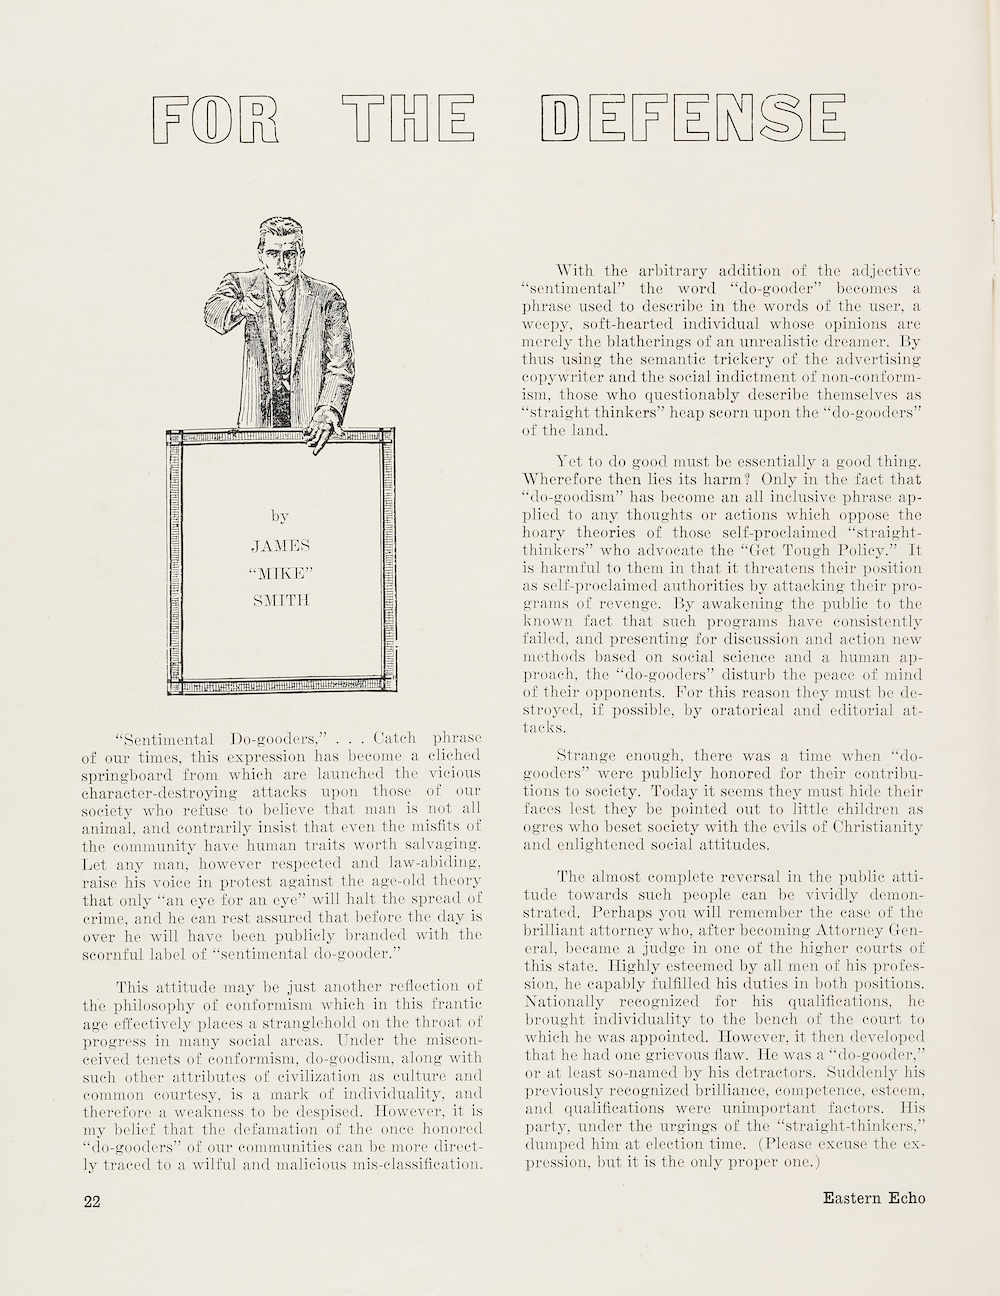 FOR THE DEFENSE
by
JAMES
“MIKE”
SMITH
“Sentimental Do-gooders,” . . . Catch phrase
of our times, this expression has become a cliched
springboard from which are launched the vicious
character-destroying attacks upon those of our
society who refuse to believe that man is not all
animal, and contrarily insist that even the misfits of
the community have human traits worth salvaging.
Let any man, however respected and law-abiding,
raise his voice in protest against the age-old theory
that only “an eye for an eye” will halt the spread of
crime, and he can rest assured that before the day is
over he will have been publicly branded with the
scornful label of “sentimental do-gooder.”
This attitude may be just another reflection of
the philosophy of conformism which in this frantic
age effectively places a stranglehold on the throat of
progress in many social areas. Under the miscon-
ceived tenets of conformism, do-goodism, along with
such other attributes of civilization as culture and
common courtesy, is a mark of individuality, and
therefore a weakness to be despised. However, it is
my belief that the defamation of the once honored
“do-gooders” of our communities can be more direct-
ly traced to a wilful and malicious mis-classification.
With the arbitrary addition of the adjective
“sentimental” the word “do-gooder” becomes a
phrase used to describe in the words of the user, a
weepy, soft-hearted individual whose opinions are
merely the blatherings of an unrealistic dreamer. By
thus using the semantic trickery of the advertising
copywriter and the social indictment of non-conform-
ism, those who questionably describe themselves as
“straight thinkers” heap scorn upon the “do-gooders”
of the land.
Yet to do good must be essentially a good thing.
Wherefore then lies its harm? Only in the fact that
“do-goodism” has become an all inclusive phrase ap-
plied to any thoughts or actions which oppose the
hoary theories of those self-proclaimed “straight-
thinkers” who advocate the “Get Tough Policy.” It
is harmful to them in that it threatens their position
as self-proclaimed authorities by attacking their pro-
grams of revenge. By awakening the public to the
known fact that such programs have consistently
failed, and presenting for discussion and action new
methods based on social science and a human ap-
proach, the “do-gooders” disturb the peace of mind
of their opponents. For this reason they must be de-
stroyed, if possible, by oratorical and editorial at-
tacks.
Strange enough, there was a time when “do-
gooders” were publicly honored for their contribu-
tions to society. Today it seems they must hide their
faces lest they be pointed out to little children as
ogres who beset society with the evils of Christianity
and enlightened social attitudes.
The almost complete reversal in the public atti-
tude towards such people can be vividly demon-
strated. Perhaps you will remember the case of the
brilliant attorney who, after becoming Attorney Gen-
eral, became a judge in one of the higher courts of
this state. Highly esteemed by all men of his profes-
sion, he capably fulfilled his duties in both positions.
Nationally recognized for his qualifications, he
brought individuality to the bench of the court to
which he was appointed. However, it then developed
that he had one grievous flaw. He was a “do-gooder,”
or at least so-named by his detractors. Suddenly his
previously recognized brilliance, competence, esteem,
and qualifications were unimportant factors. His
party, under the urgings of the “straight-thinkers,”
dumped him at election time. (Please excuse the ex-
pression, but it is the only proper one.)
22
Eastern Echo